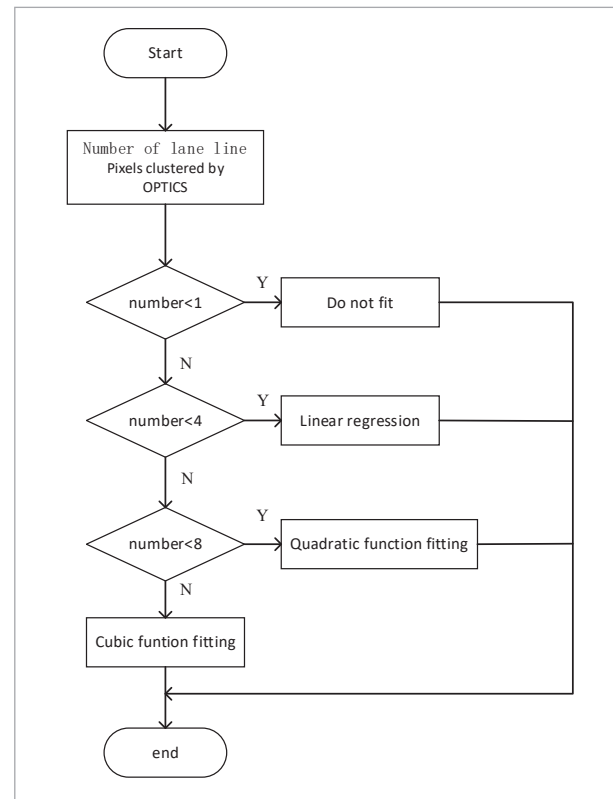 Start
Number of lane line
Pixels clustered by
OPTICS
number<1
Y
Do not fit
N
number<4
Y
Linear regression
N
number<8
Y
Quadratic function fitting
N
Cubic funtion fitting
end